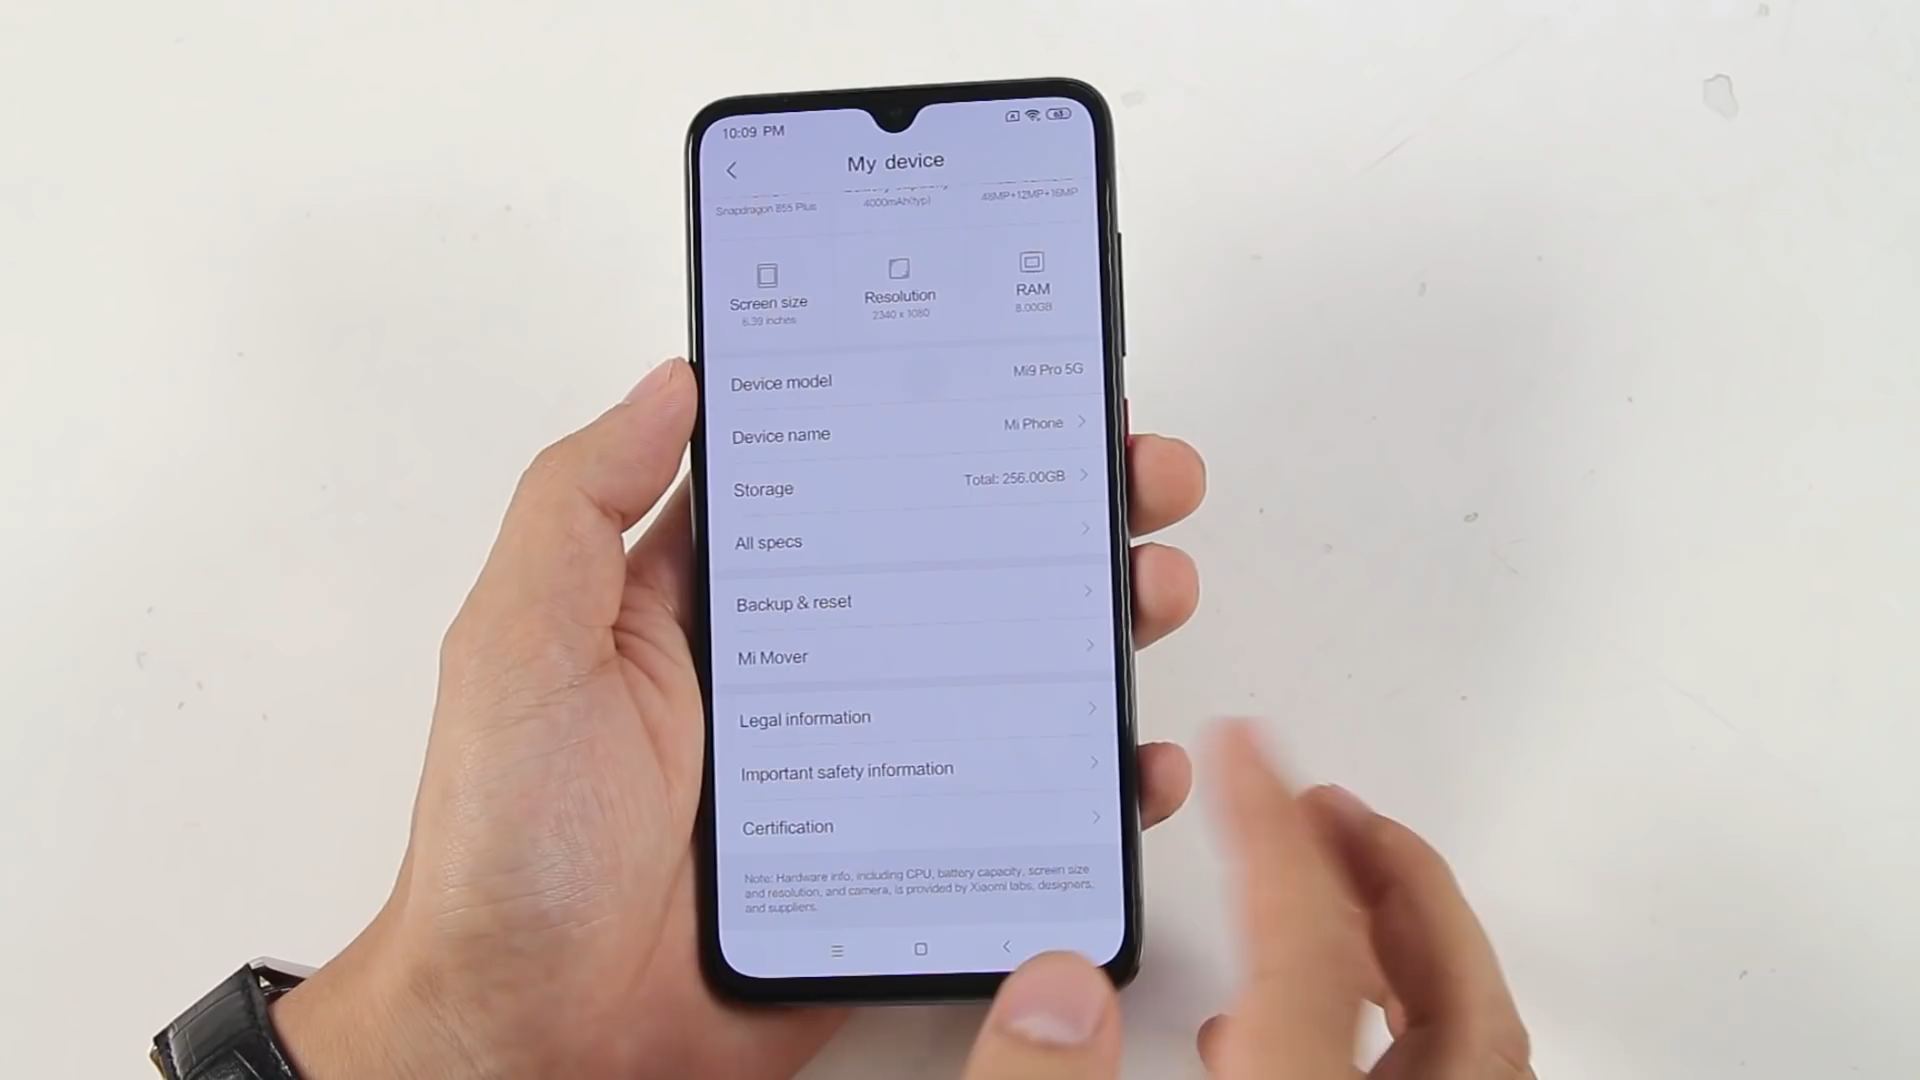 10:09 PM
63
My device
Snapdragon 855 Plus
4000mAh(typ)
48MP+12MP+16MP
Screen size
6.39 inches
Resolution
2340 x 1080
RAM
8.00GB
Device model
Mi9 Pro 5G
Device name
Mi Phone
Storage
Total: 256.00GB
All specs
Backup & reset
Mi Mover
Legal information
Important safety information
Certification
Note: Hardware info, including CPU, battery capacity, screen size
and resolution, and camera, is provided by Xiaomi labs, designers,
and suppliers.